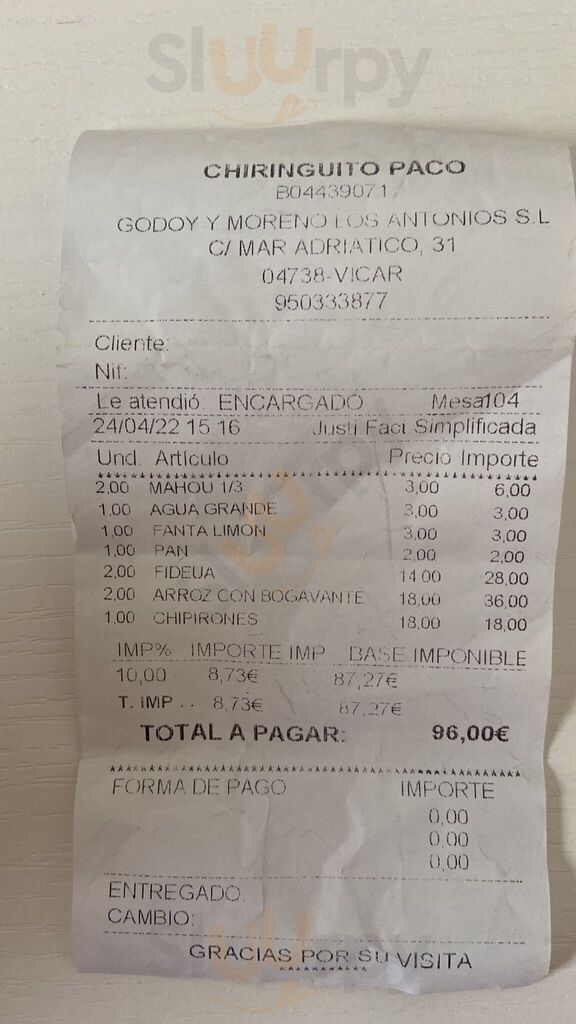 Sluurpy
CHIRINGUITO PACO
B04439071
GODOY Y MORENO LOS ANTONIOS S.L
C/ MAR ADRIATICO, 31
04738-VICAR
950333877
Cliente:
Nif:
Le atendió: ENCARGADO Mesa104
24/04/22 15:16 Justi Fact Simplificada
Und. Artículo Precio Importe
2,00 MAHOU 1/3 3,00 6,00
1,00 AGUA GRANDE 3,00 3,00
1,00 FANTA LIMON 3,00 3,00
1,00 PAN 2,00 2,00
2,00 FIDEUA 14,00 28,00
2,00 ARROZ CON BOGAVANTE 18,00 36,00
1,00 CHIPIRONES 18,00 18,00
IMP% IMPORTE IMP BASE IMPONIBLE
10,00 8,73€ 87,27€
T. IMP .. 8,73€ 87,27€
TOTAL A PAGAR: 96,00€
FORMA DE PAGO IMPORTE
0,00
0,00
0,00
ENTREGADO:
CAMBIO:
GRACIAS POR SU VISITA